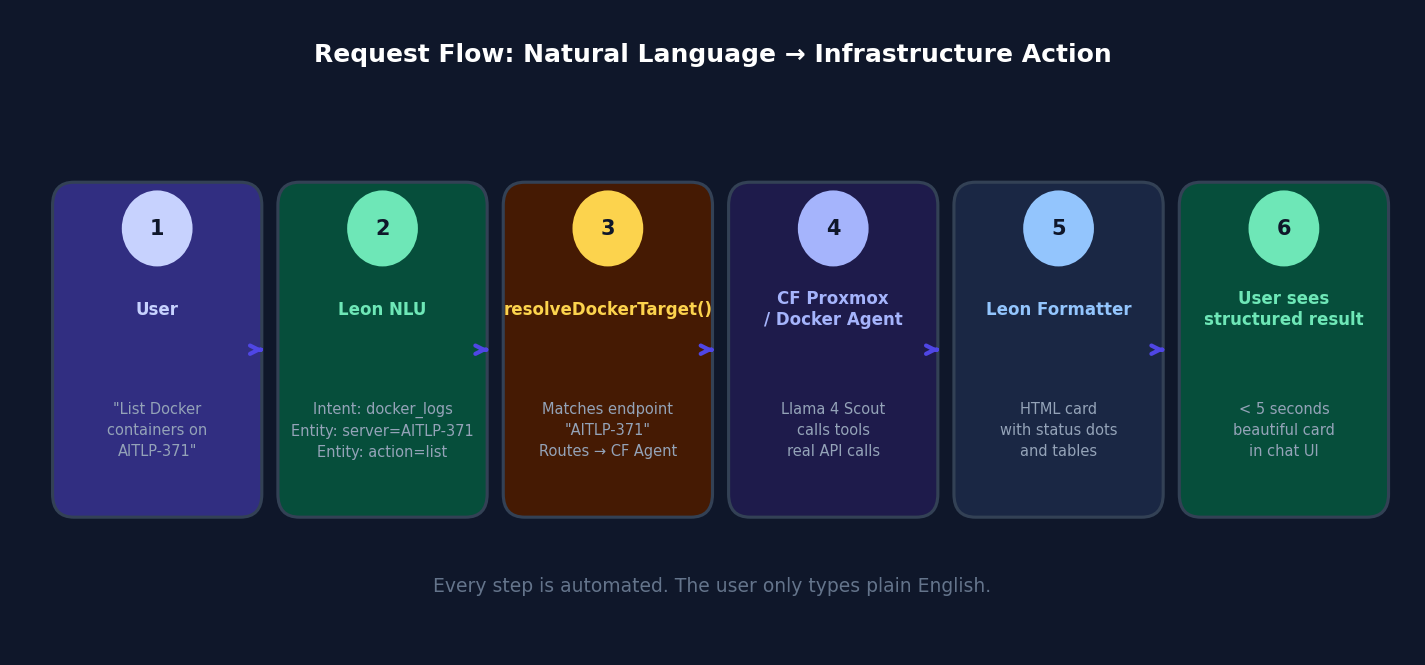 Request Flow: Natural Language → Infrastructure Action
1
User
"List Docker
containers on
AITLP-371"
2
Leon NLU
Intent: docker_logs
Entity: server=AITLP-371
Entity: action=list
3
resolveDockerTarget()
Matches endpoint
"AITLP-371"
Routes → CF Agent
4
CF Proxmox
/ Docker Agent
Llama 4 Scout
calls tools
real API calls
5
Leon Formatter
HTML card
with status dots
and tables
6
User sees
structured result
< 5 seconds
beautiful card
in chat UI
Every step is automated. The user only types plain English.